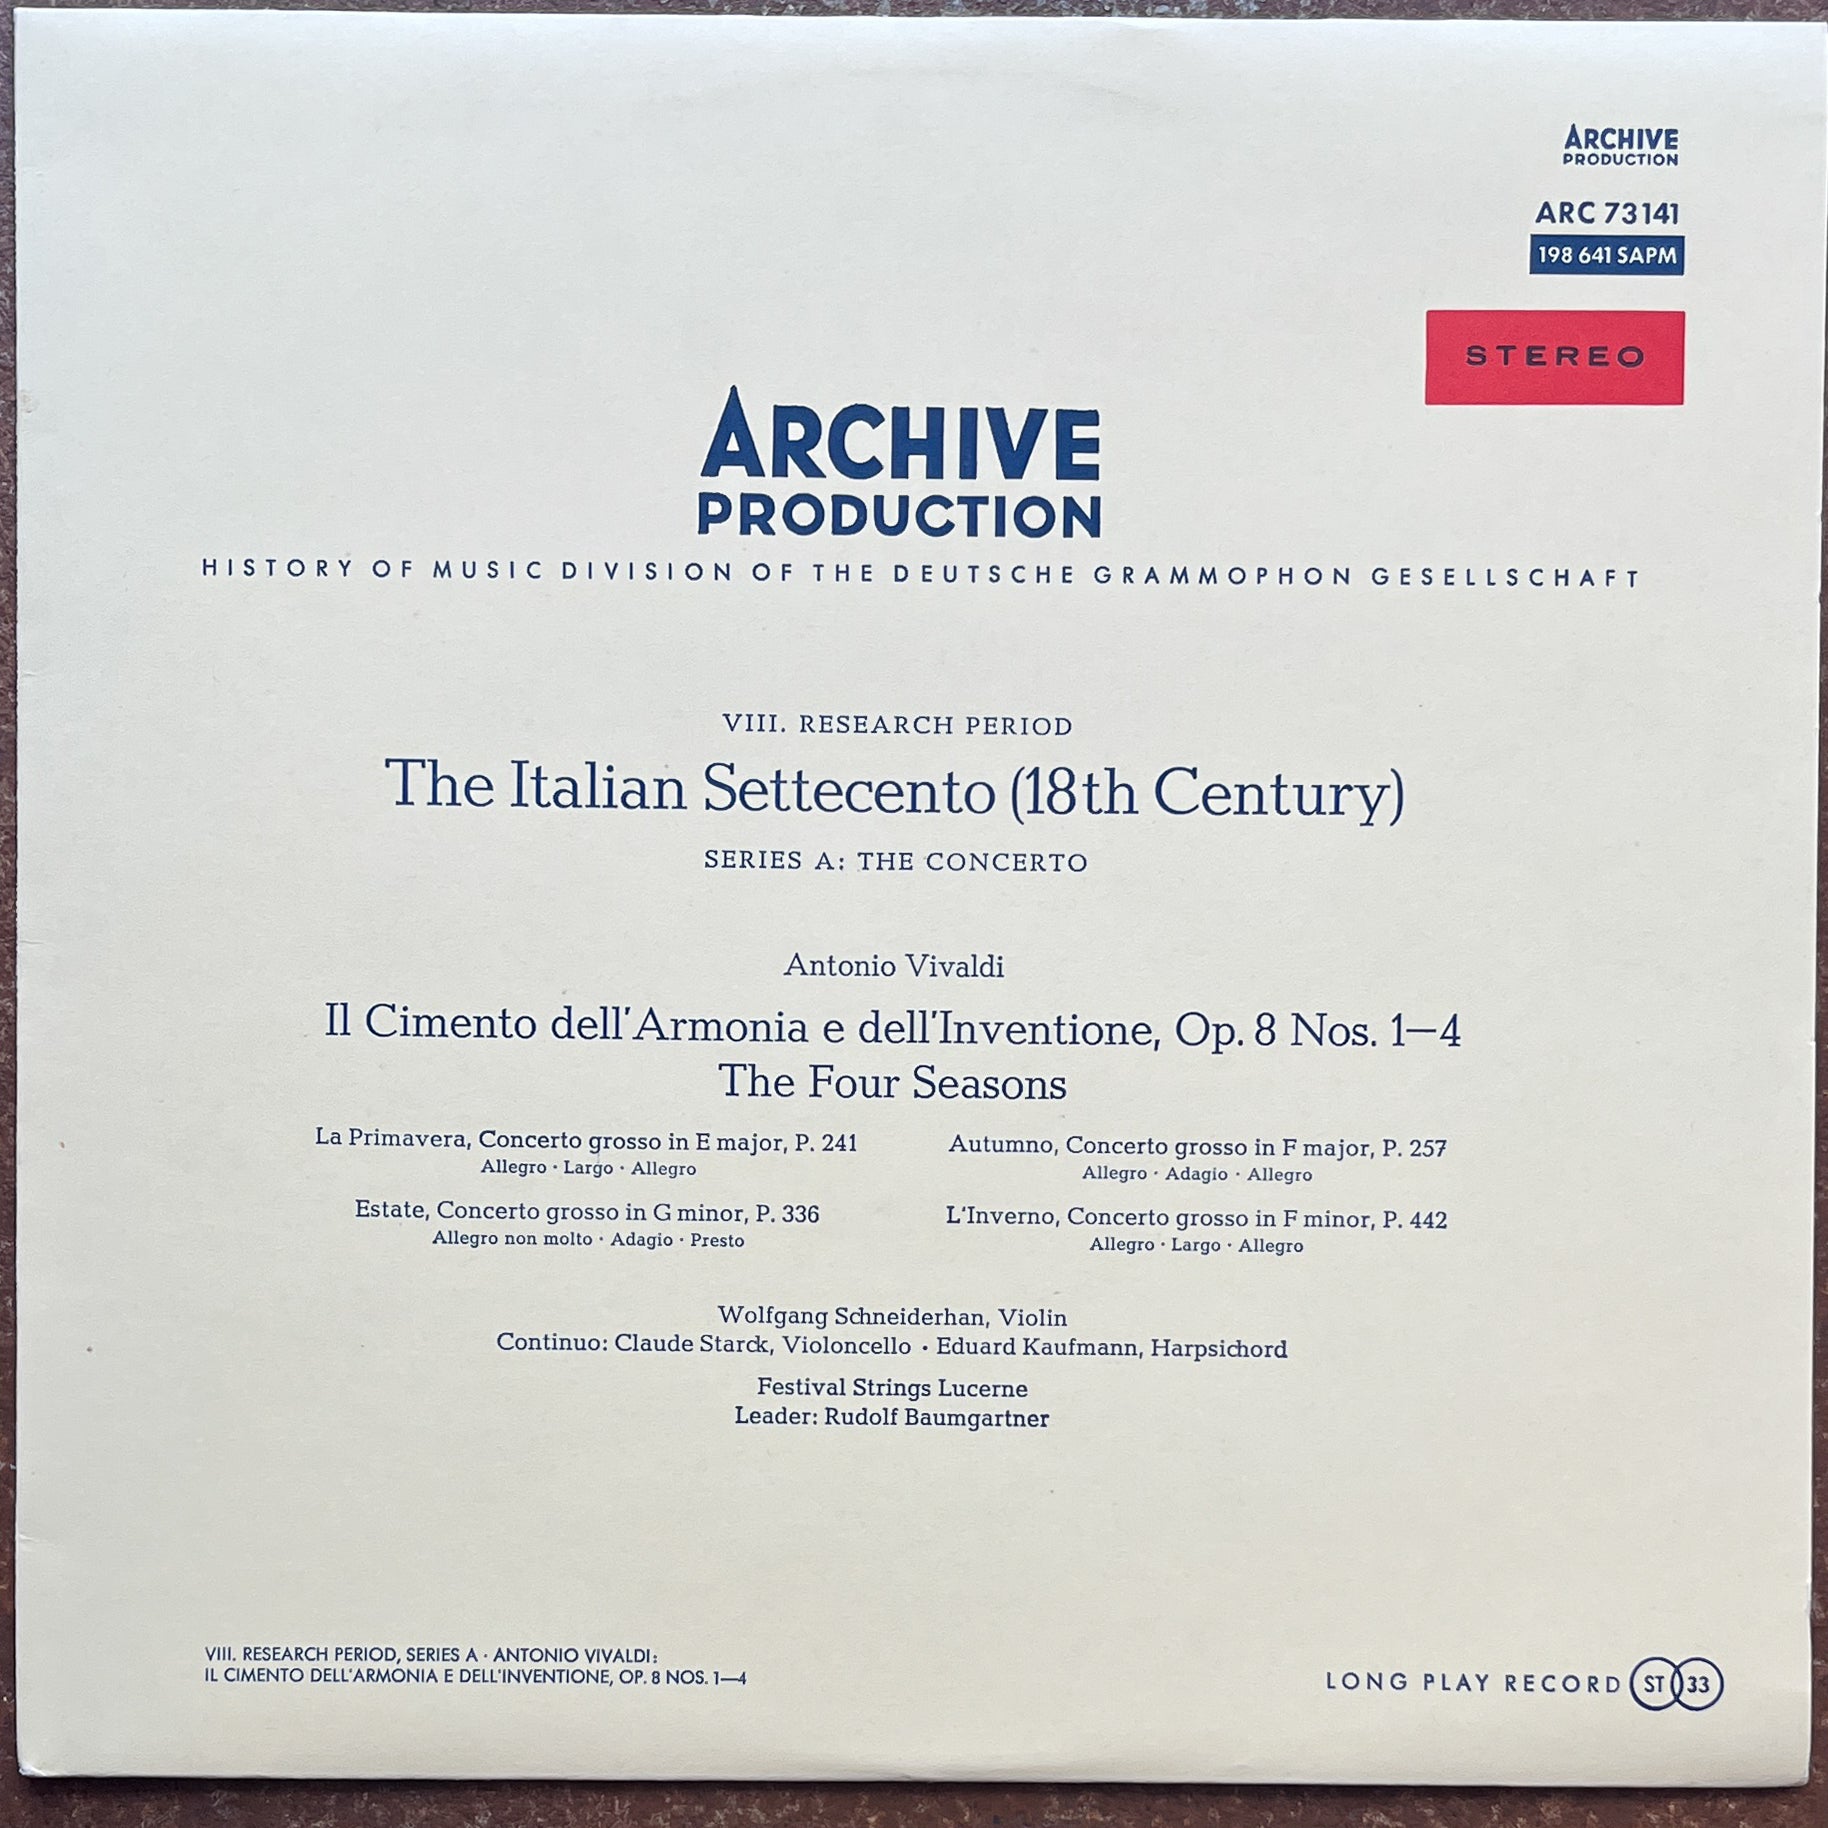 ARCHIVE
PRODUCTION
ARC 73141
198 641 SAPM
STEREO
ARCHIVE
PRODUCTION
HISTORY OF MUSIC DIVISION OF THE DEUTSCHE GRAMMOPHON GESELLSCHAFT
VIII. RESEARCH PERIOD
The Italian Settecento (18th Century)
SERIES A: THE CONCERTO
Antonio Vivaldi
Il Cimento dell'Armonia e dell'Inventione, Op. 8 Nos. 1—4
The Four Seasons
La Primavera, Concerto grosso in E major, P. 241
Allegro · Largo · Allegro
Estate, Concerto grosso in G minor, P. 336
Allegro non molto · Adagio · Presto
Autumno, Concerto grosso in F major, P. 257
Allegro · Adagio · Allegro
L'Inverno, Concerto grosso in F minor, P. 442
Allegro · Largo · Allegro
Wolfgang Schneiderhan, Violin
Continuo: Claude Starck, Violoncello · Eduard Kaufmann, Harpsichord
Festival Strings Lucerne
Leader: Rudolf Baumgartner
VIII. RESEARCH PERIOD, SERIES A · ANTONIO VIVALDI:
IL CIMENTO DELL'ARMONIA E DELL'INVENTIONE, OP. 8 NOS. 1—4
LONG PLAY RECORD ST 33